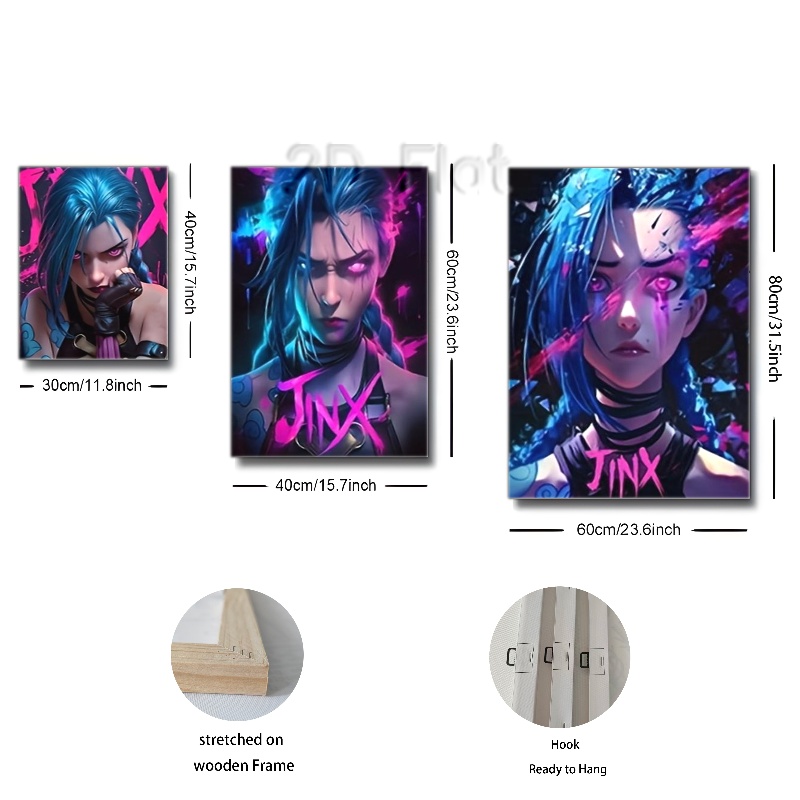 2D Flat
JINX
40cm/15.7inch
30cm/11.8inch
JINX
60cm/23.6inch
40cm/15.7inch
JINX
80cm/31.5inch
60cm/23.6inch
stretched on
wooden Frame
Hook
Ready to Hang